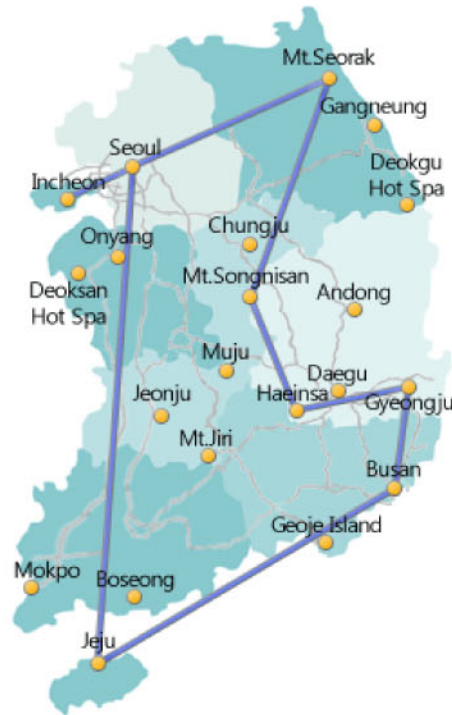 Mt.Seorak
Gangneung
Seoul
Deokgu
Hot Spa
Incheon
Onyang
Chungju
Mt.Songnisan
Deoksan
Hot Spa
Andong
Muju
Daegu
Jeonju
Haeinsa
Gyeongju
Mt.Jiri
Busan
Geoje Island
Mokpo
Boseong
Jeju